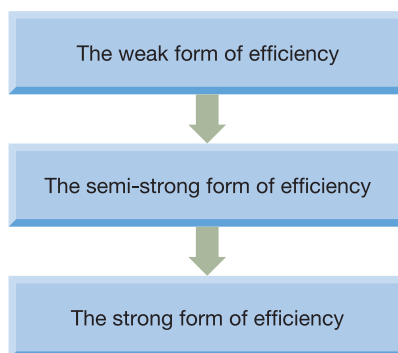 The weak form of efficiency
The semi-strong form of efficiency
The strong form of efficiency